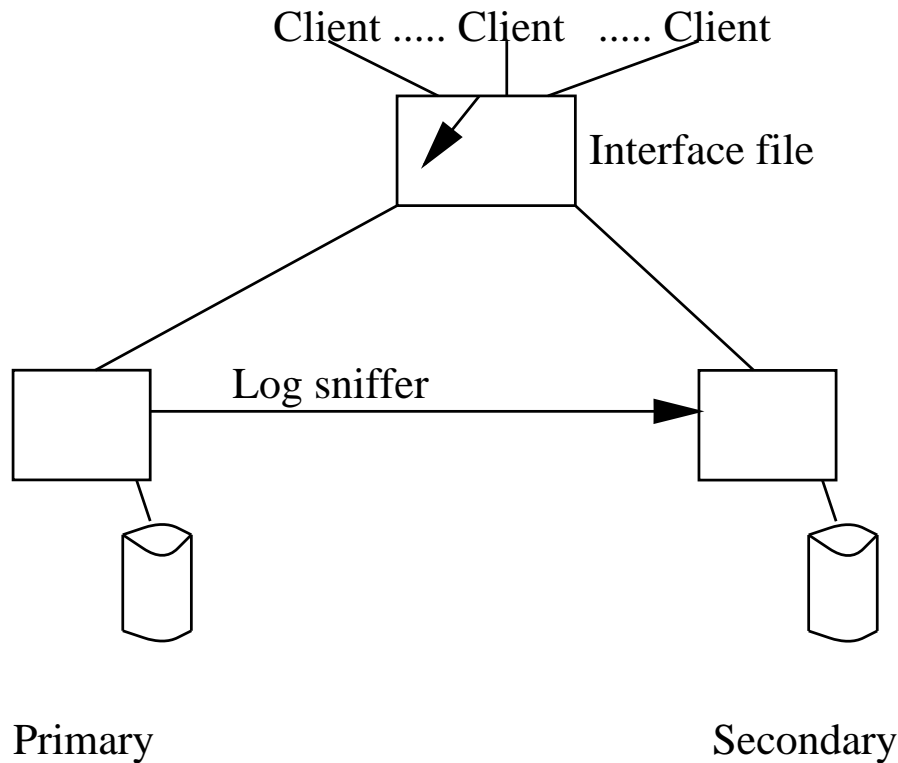 Client ..... Client ..... Client
Interface file
Log sniffer
Primary
Secondary